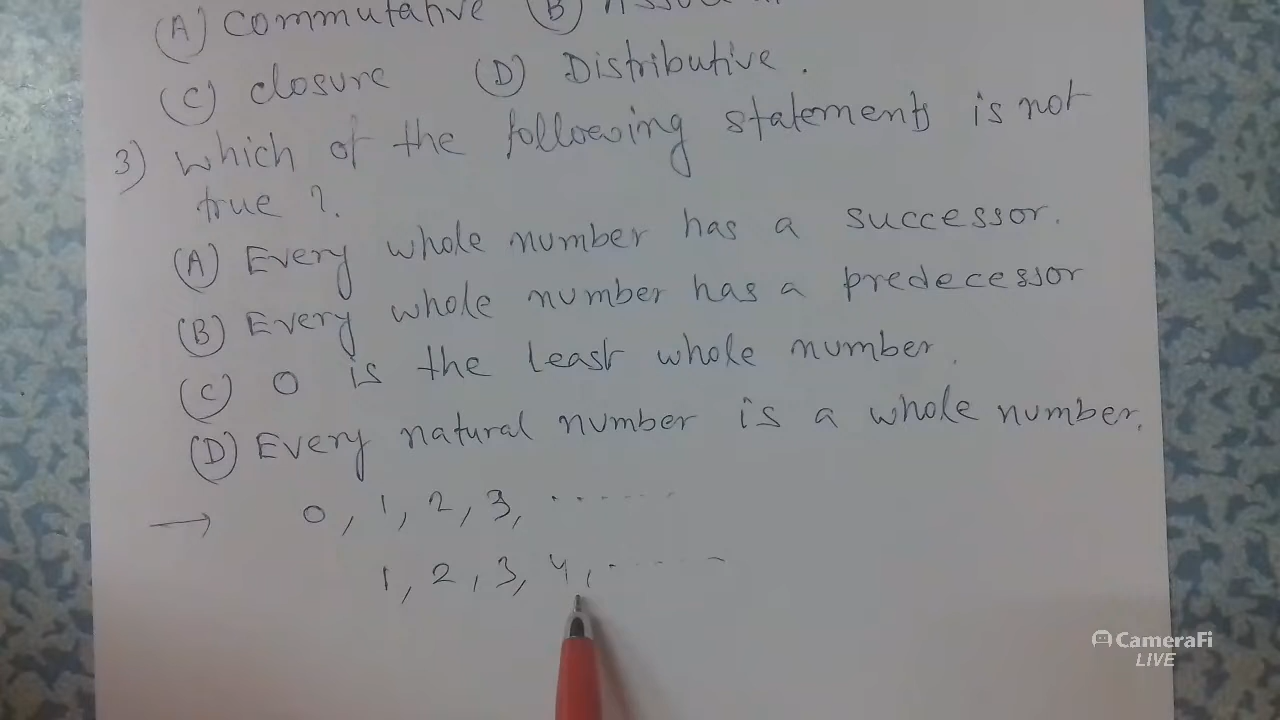 (A) Commutative (B)
(C) closure (D) Distributive.
3) which of the following statements is not
true ?.
(A) Every whole number has a successor.
(B) Every whole number has a predecessor
(C) 0 is the least whole number.
(D) Every natural number is a whole number.
→ 0, 1, 2, 3, .......
1, 2, 3, 4, .......
CameraFi
LIVE